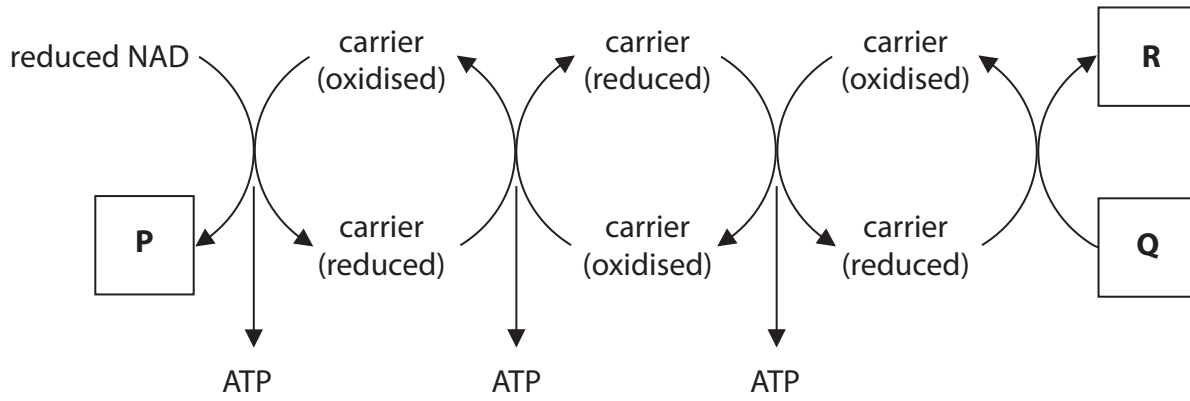 reduced NAD
carrier
(oxidised)
carrier
(reduced)
carrier
(oxidised)
R
P
carrier
(reduced)
carrier
(oxidised)
carrier
(reduced)
Q
ATP
ATP
ATP